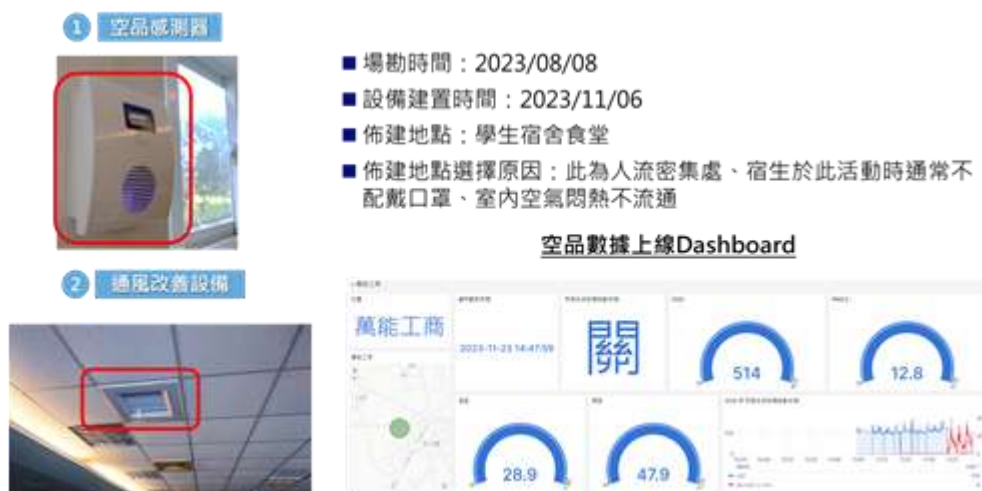 1 空品感測器
■ 場勘時間：2023/08/08
■ 設備建置時間：2023/11/06
■ 佈建地點：學生宿舍食堂
■ 佈建地點選擇原因：此為人流密集處、宿生於此活動時通常不
配戴口罩、室內空氣悶熱不流通
空品數據上線Dashboard
2 通風改善設備
萬能工商
2023-11-23 14:47:59
關
514
12.8
28.9
47.9